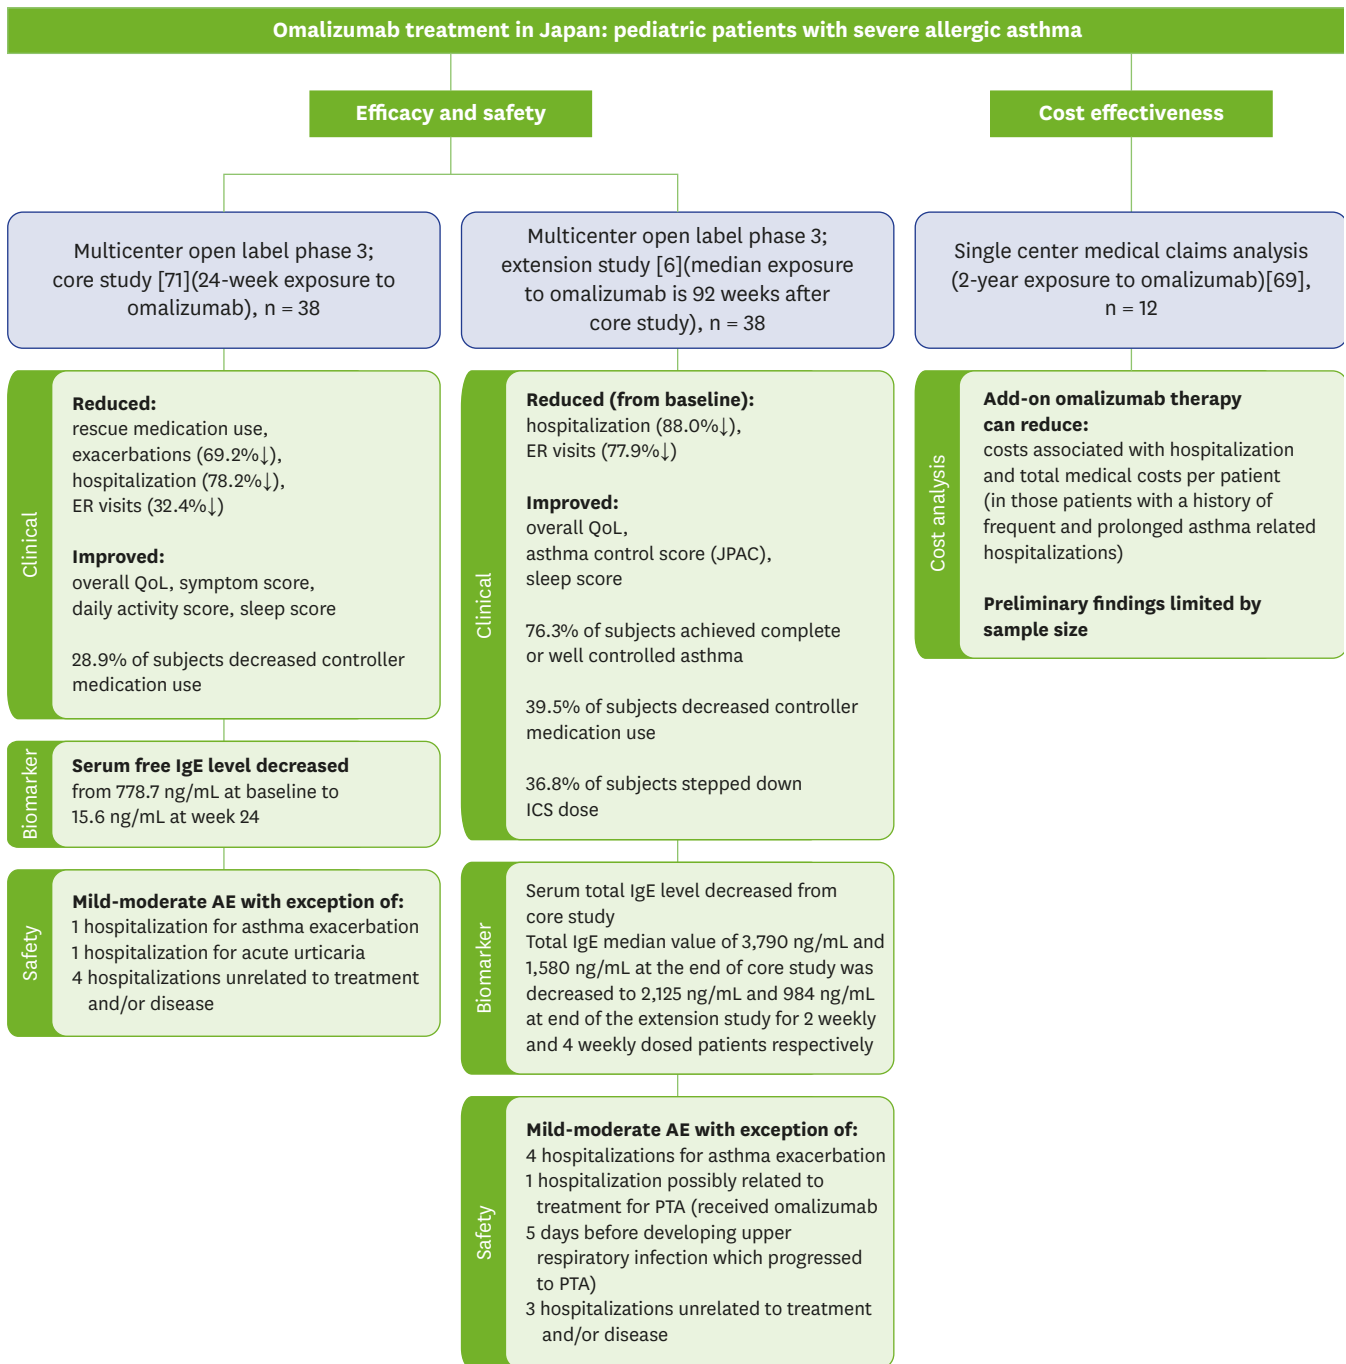 Omalizumab treatment in Japan: pediatric patients with severe allergic asthma
Efficacy and safety
Cost effectiveness
Multicenter open label phase 3;
core study [71](24-week exposure to
omalizumab), n = 38
Multicenter open label phase 3;
extension study [6](median exposure
to omalizumab is 92 weeks after
core study), n = 38
Single center medical claims analysis
(2-year exposure to omalizumab)[69],
n = 12
Clinical
Reduced:
rescue medication use,
exacerbations (69.2%↓),
hospitalization (78.2%↓),
ER visits (32.4%↓)
Improved:
overall QoL, symptom score,
daily activity score, sleep score
28.9% of subjects decreased controller
medication use
Biomarker
Serum free IgE level decreased
from 778.7 ng/mL at baseline to
15.6 ng/mL at week 24
Safety
Mild-moderate AE with exception of:
1 hospitalization for asthma exacerbation
1 hospitalization for acute urticaria
4 hospitalizations unrelated to treatment
and/or disease
Clinical
Reduced (from baseline):
hospitalization (88.0%↓),
ER visits (77.9%↓)
Improved:
overall QoL,
asthma control score (JPAC),
sleep score
76.3% of subjects achieved complete
or well controlled asthma
39.5% of subjects decreased controller
medication use
36.8% of subjects stepped down
ICS dose
Biomarker
Serum total IgE level decreased from
core study
Total IgE median value of 3,790 ng/mL and
1,580 ng/mL at the end of core study was
decreased to 2,125 ng/mL and 984 ng/mL
at end of the extension study for 2 weekly
and 4 weekly dosed patients respectively
Safety
Mild-moderate AE with exception of:
4 hospitalizations for asthma exacerbation
1 hospitalization possibly related to
treatment for PTA (received omalizumab
5 days before developing upper
respiratory infection which progressed
to PTA)
3 hospitalizations unrelated to treatment
and/or disease
Cost analysis
Add-on omalizumab therapy
can reduce:
costs associated with hospitalization
and total medical costs per patient
(in those patients with a history of
frequent and prolonged asthma related
hospitalizations)
Preliminary findings limited by
sample size